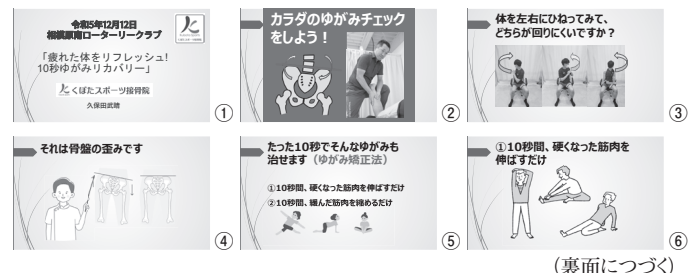 令和5年12月12日
相模原南ローターリークラブ
「疲れた体をリフレッシュ!
10秒ゆがみリカバリー」
くぼたスポーツ接骨院
久保田武晴
①
カラダのゆがみチェック
をしよう！
②
体を左右にひねってみて、
どちらが回りにくいですか？
③
それは骨盤の歪みです
④
たった10秒でそんなゆがみも
治せます（ゆがみ矯正法）
①10秒間、硬くなった筋肉を伸ばすだけ
②10秒間、緩んだ筋肉を縮めるだけ
⑤
①10秒間、硬くなった筋肉を
伸ばすだけ
⑥
(裏面につづく)